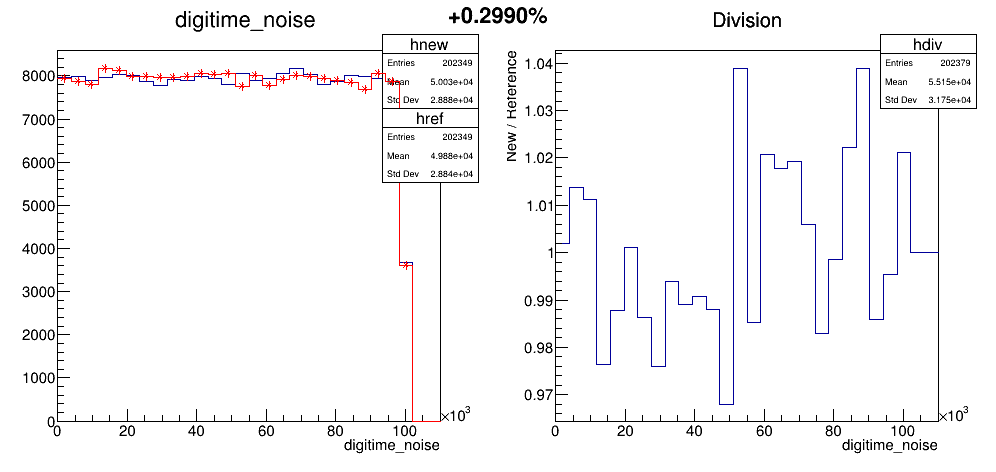 digitime_noise
+0.2990%
Division
hnew
Entries 202349
Mean 5.003e+04
Std Dev 2.888e+04
href
Entries 202349
Mean 4.988e+04
Std Dev 2.884e+04
8000
7000
6000
5000
4000
3000
2000
1000
0
0 20 40 60 80 100
×10³
digitime_noise
hdiv
Entries 202379
Mean 5.515e+04
Std Dev 3.175e+04
New / Reference
1.04
1.03
1.02
1.01
1
0.99
0.98
0.97
0 20 40 60 80 100
×10³
digitime_noise